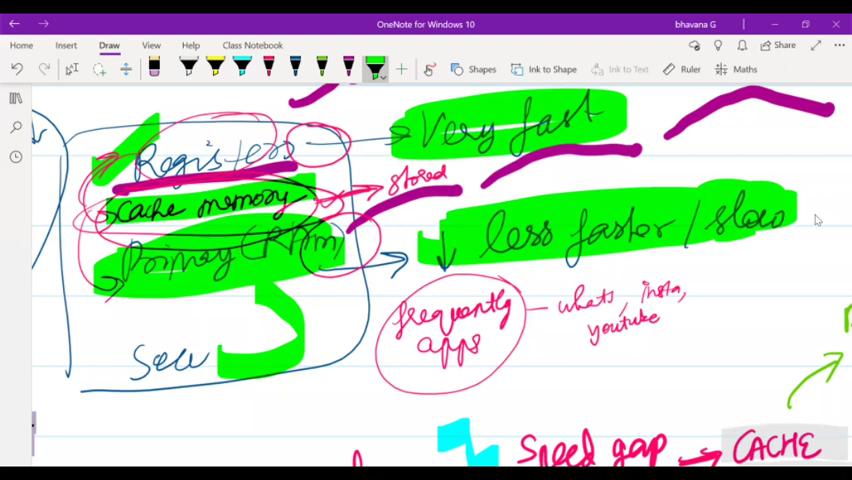 OneNote for Windows 10
bhavana G
Home Insert Draw View Help Class Notebook
Share
Shapes Ink to Shape Ink to Text Ruler Maths
Registers
Very fast
Cache memory
stored
Primary (RAM)
less faster / slow
frequently
apps
whats, insta,
youtube
Speed gap
CACHE